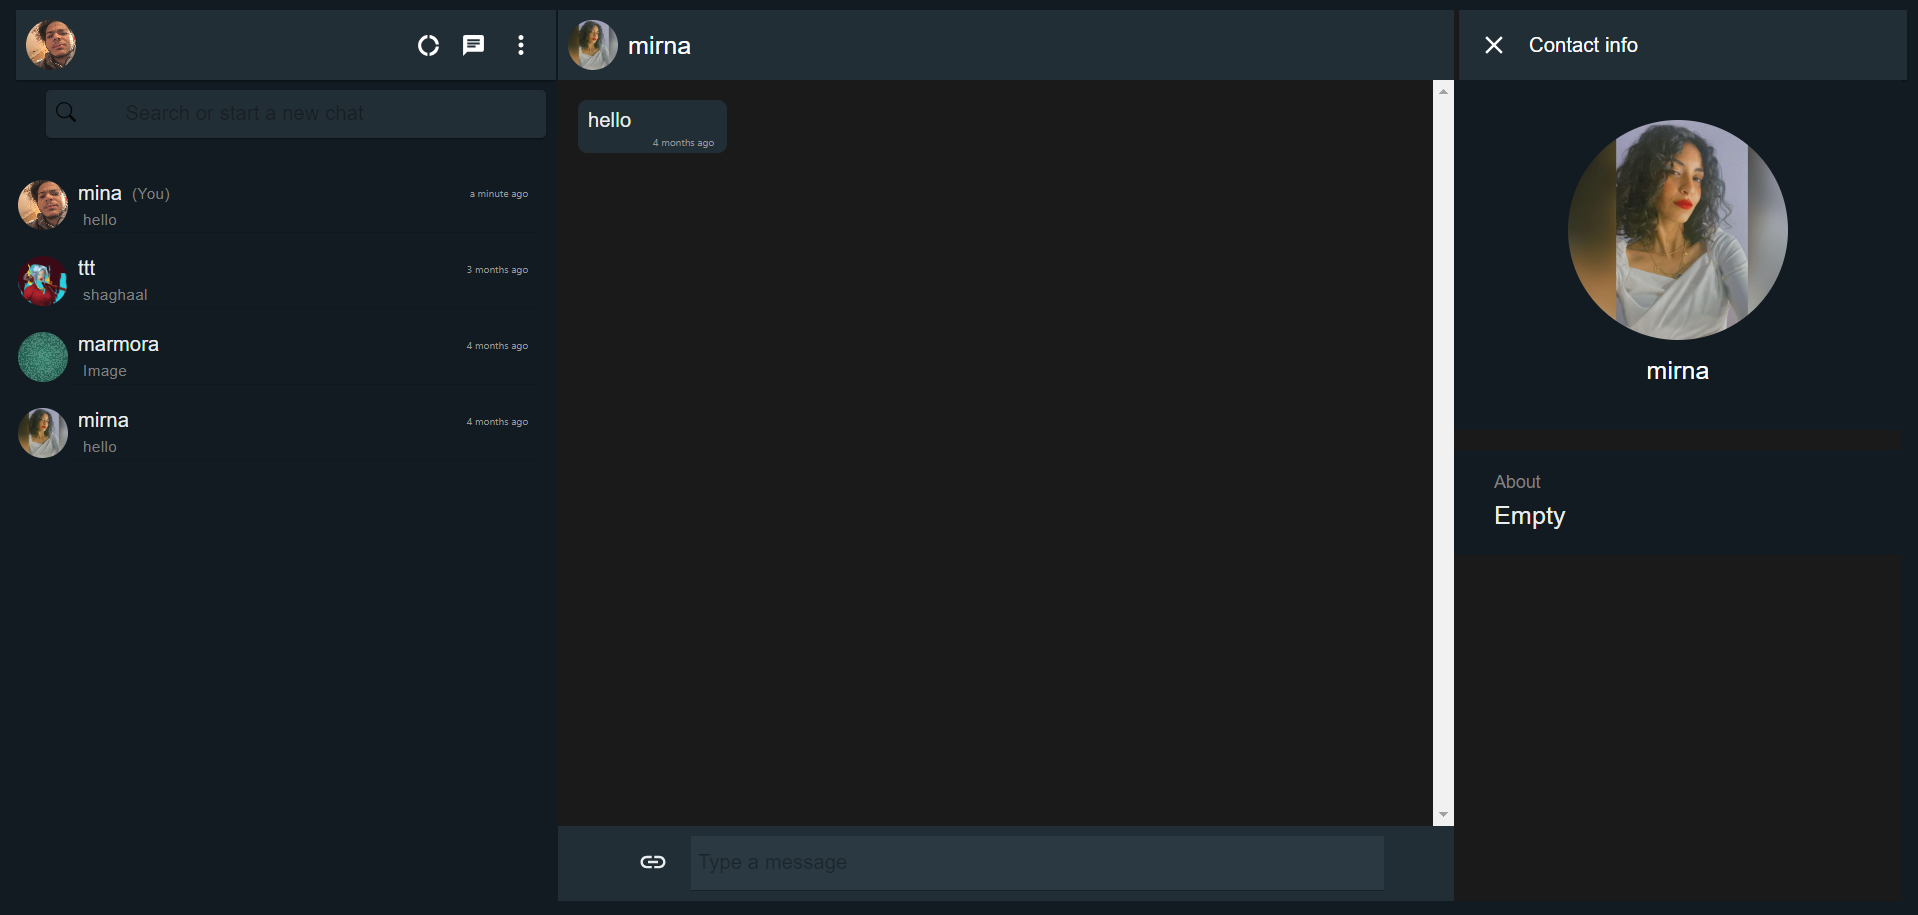 Search or start a new chat
mina (You)
a minute ago
hello
ttt
3 months ago
shaghaal
marmora
4 months ago
Image
mirna
4 months ago
hello
mirna
hello
4 months ago
Type a message
Contact info
mirna
About
Empty